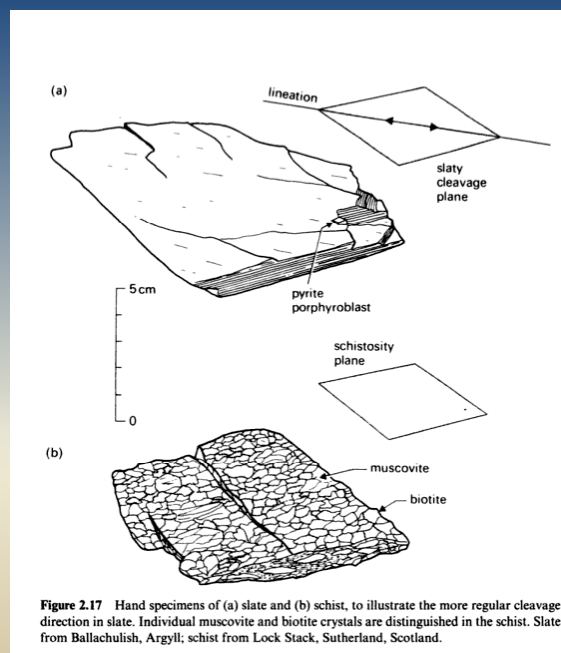 (a)
lineation
slaty
cleavage
plane
pyrite
porphyroblast
5 cm
0
schistosity
plane
(b)
muscovite
biotite
Figure 2.17 Hand specimens of (a) slate and (b) schist, to illustrate the more regular cleavage
direction in slate. Individual muscovite and biotite crystals are distinguished in the schist. Slate
from Ballachulish, Argyll; schist from Lock Stack, Sutherland, Scotland.